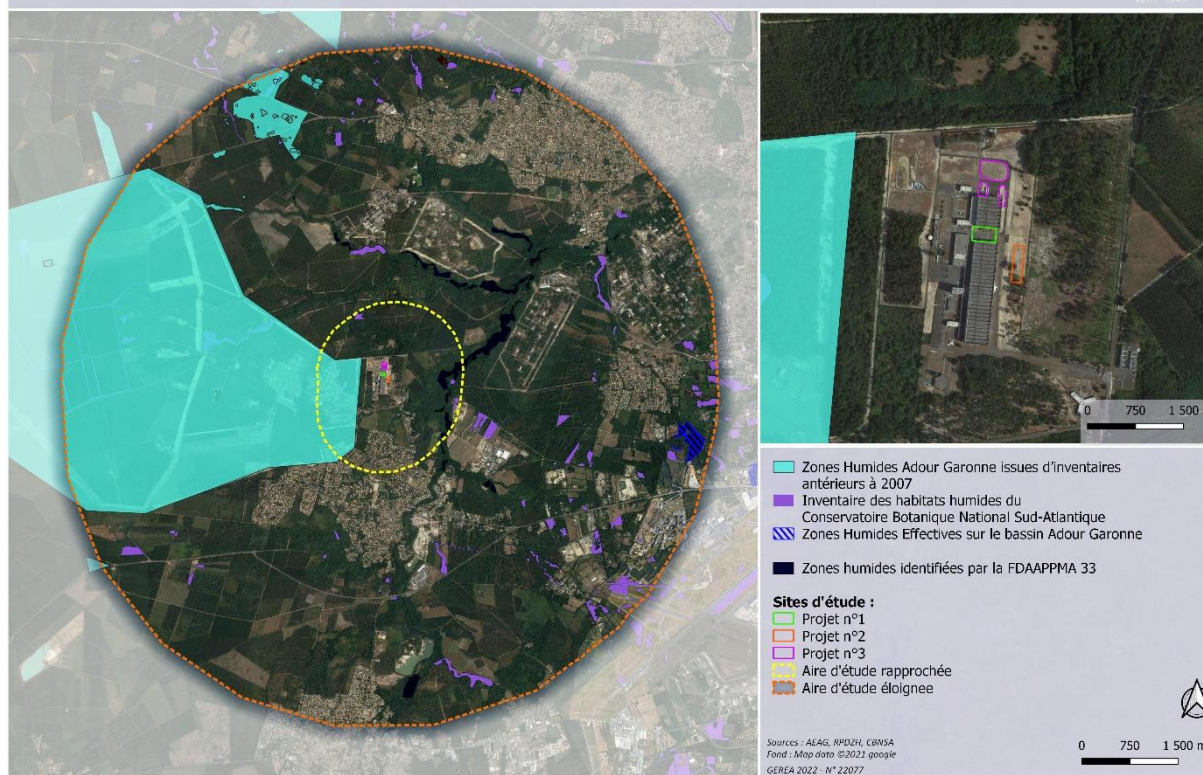 0 750 1 500
Zones Humides Adour Garonne issues d'inventaires
antérieurs à 2007
Inventaire des habitats humides du
Conservatoire Botanique National Sud-Atlantique
Zones Humides Effectives sur le bassin Adour Garonne
Zones humides identifiées par la FDAAPPMA 33
Sites d'étude :
Projet n°1
Projet n°2
Projet n°3
Aire d'étude rapprochée
Aire d'étude éloignee
Sources : AEAG, RPDZH, CBNSA
Fond : Map data ©2021 google
GEREA 2022 - N° 22077
0 750 1 500 m